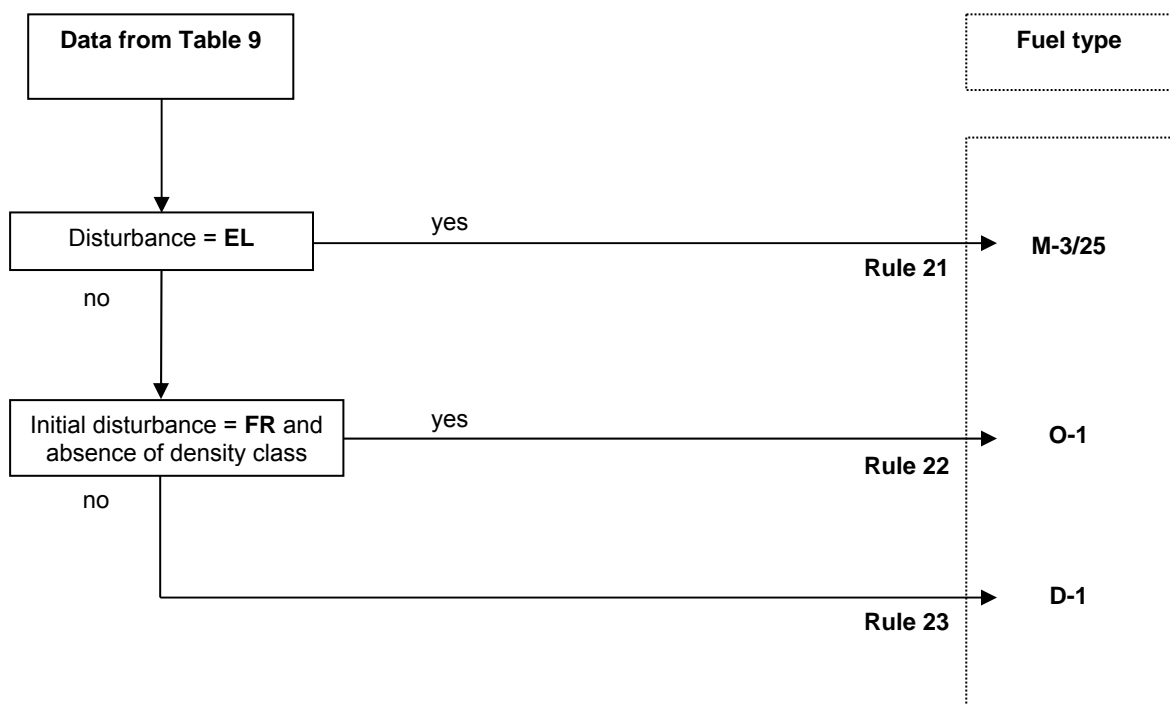 Data from Table 9
Fuel type
Disturbance = EL
yes
Rule 21
M-3/25
no
Initial disturbance = FR and
absence of density class
yes
Rule 22
O-1
no
Rule 23
D-1